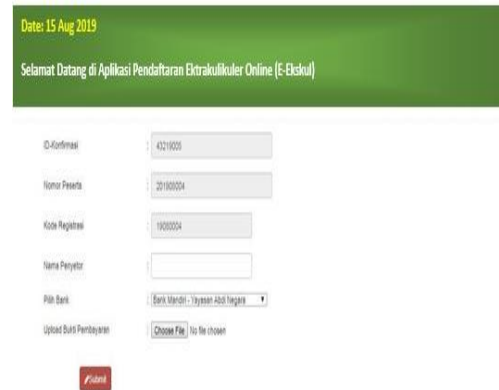 Date: 15 Aug 2019
Selamat Datang di Aplikasi Pendaftaran Ektrakulikuler Online (E-Ekskul)
ID-Konfirmasi : 43219005
Nomor Peserta : 201908004
Kode Registrasi : 19080004
Nama Penyetor :
Pilih Bank : Bank Mandiri - Yayasan Abdi Negara
Upload Bukti Pembayaran : Choose File No file chosen
Submit